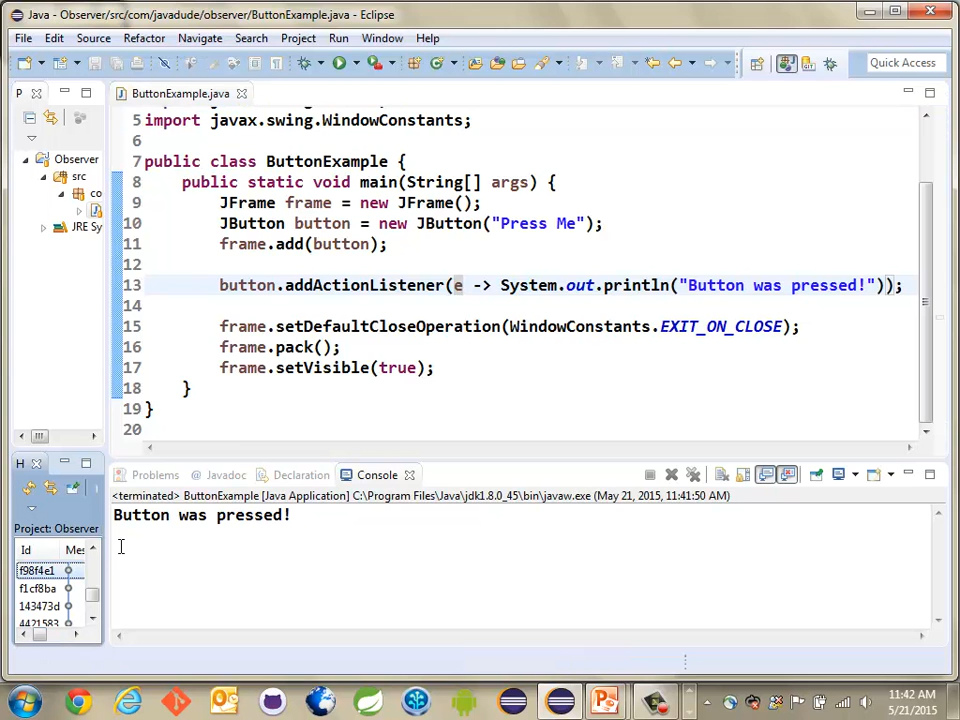 Java - Observer/src/com/javadude/observer/ButtonExample.java - Eclipse
File Edit Source Refactor Navigate Search Project Run Window Help
Quick Access
P
ButtonExample.java
5 import javax.swing.WindowConstants;
6
7 public class ButtonExample {
8 public static void main(String[] args) {
9 JFrame frame = new JFrame();
10 JButton button = new JButton("Press Me");
11 frame.add(button);
12
13 button.addActionListener(e -> System.out.println("Button was pressed!"));
14
15 frame.setDefaultCloseOperation(WindowConstants.EXIT_ON_CLOSE);
16 frame.pack();
17 frame.setVisible(true);
18 }
19 }
20
Observer
src
co
JRE Sy
H
Project: Observer
Id Mes
f98f4e1
f1cf8ba
143473d
4421583
Problems Javadoc Declaration Console
<terminated> ButtonExample [Java Application] C:\Program Files\Java\jdk1.8.0_45\bin\javaw.exe (May 21, 2015, 11:41:50 AM)
Button was pressed!
11:42 AM
5/21/2015